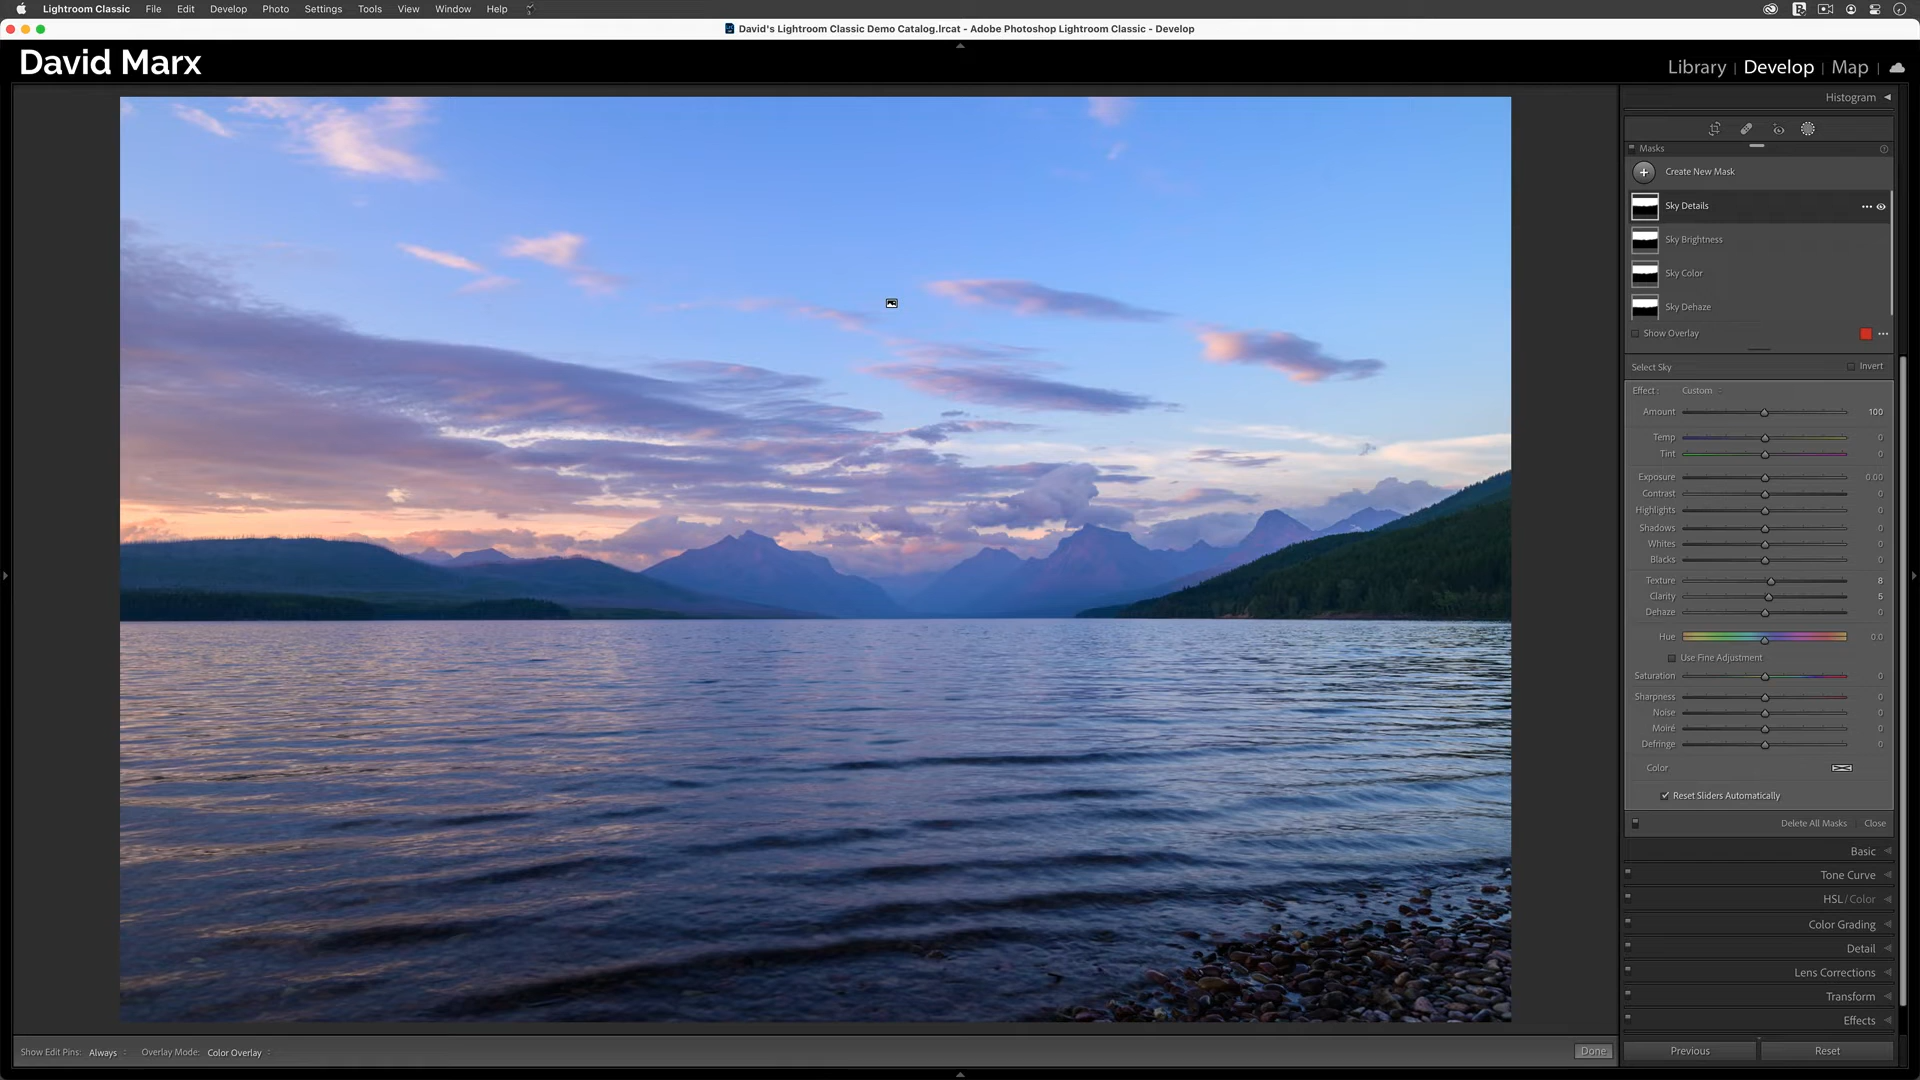 Lightroom Classic File Edit Develop Photo Settings Tools View Window Help
David's Lightroom Classic Demo Catalog.lrcat - Adobe Photoshop Lightroom Classic - Develop
David Marx
Library | Develop | Map |
Histogram
Masks
Create New Mask
Sky Details
Sky Brightness
Sky Color
Sky Dehaze
Show Overlay
Select Sky Invert
Effect : Custom
Amount 100
Temp 0
Tint 0
Exposure 0.00
Contrast 0
Highlights 0
Shadows 0
Whites 0
Blacks 0
Texture 8
Clarity 5
Dehaze 0
Hue 0.0
Use Fine Adjustment
Saturation 0
Sharpness 0
Noise 0
Moiré 0
Defringe 0
Color
Reset Sliders Automatically
Delete All Masks Close
Basic
Tone Curve
HSL / Color
Color Grading
Detail
Lens Corrections
Transform
Effects
Show Edit Pins: Always Overlay Mode: Color Overlay Done Previous Reset